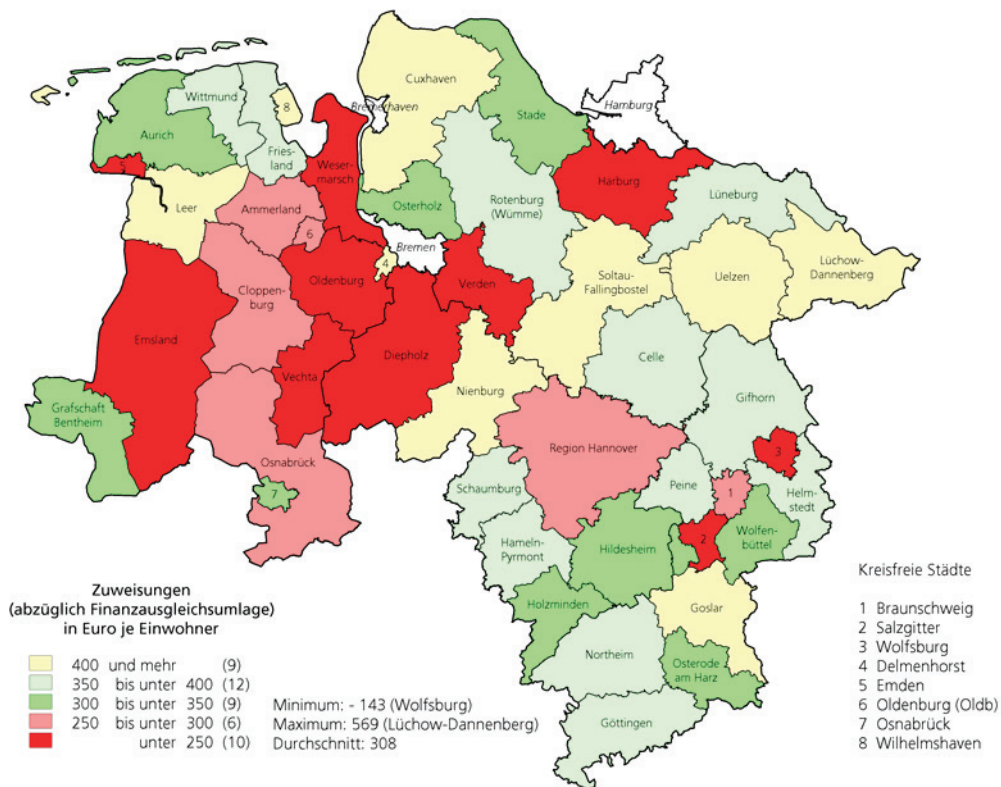 Cuxhaven
Wittmund
8
Bremerhaven
Hamburg
Stade
Aurich
Fries-
land
Weser-
marsch
5
Harburg
Lüneburg
Leer
Ammerland
Osterholz
Rotenburg
(Wümme)
6
Bremen
4
Oldenburg
Verden
Soltau-
Fallingbostel
Uelzen
Lüchow-
Dannenberg
Cloppen-
burg
Emsland
Diepholz
Celle
Vechta
Nienburg
Gifhorn
Grafschaft
Bentheim
Region Hannover
3
Osnabrück
7
Schaumburg
Peine
1
Helm-
stedt
Hameln-
Pyrmont
Hildesheim
2
Wolfen-
büttel
Holzminden
Goslar
Northeim
Osterode
am Harz
Göttingen
Zuweisungen
(abzüglich Finanzausgleichsumlage)
in Euro je Einwohner
400 und mehr (9)
350 bis unter 400 (12)
300 bis unter 350 (9)
250 bis unter 300 (6)
unter 250 (10)
Minimum: - 143 (Wolfsburg)
Maximum: 569 (Lüchow-Dannenberg)
Durchschnitt: 308
Kreisfreie Städte
1 Braunschweig
2 Salzgitter
3 Wolfsburg
4 Delmenhorst
5 Emden
6 Oldenburg (Oldb)
7 Osnabrück
8 Wilhelmshaven